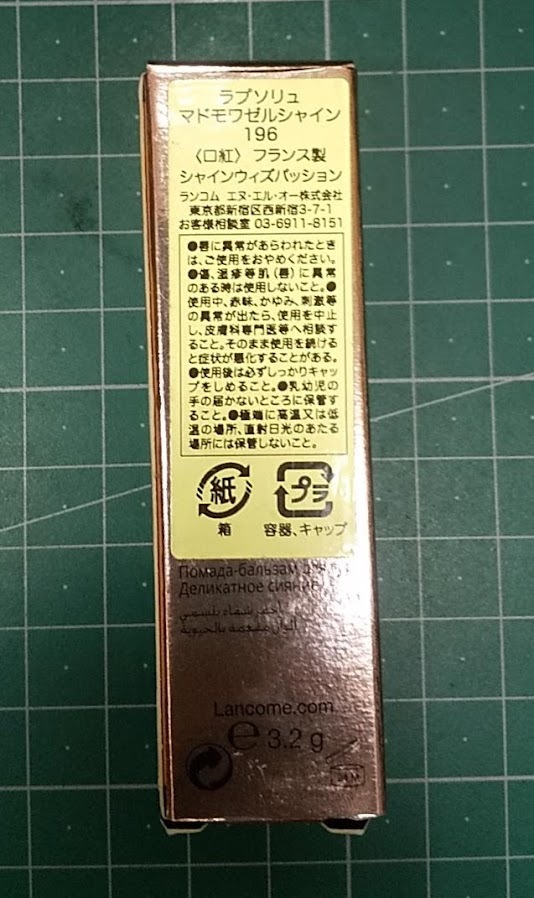 ラプソリュ
マドモワゼルシャイン
196
〈口紅〉 フランス製
シャインウィズパッション
ランコム エヌ・エル・オー株式会社
東京都新宿区西新宿3-7-1
お客様相談室 03-6911-8151
●唇に異常があらわれたとき
は、ご使用をおやめください。
●傷、湿疹等肌(唇)に異常
のある時は使用しないこと。●
使用中、赤味、かゆみ、刺激等
の異常が出たら、使用を中止
し、皮膚科専門医等へ相談す
ること。そのまま使用を続ける
と症状が悪化することがある。
●使用後は必ずしっかりキャッ
プをしめること。●乳幼児の
手の届かないところに保管す
ること。●極端に高温又は低
温の場所、直射日光のあたる
場所には保管しないこと。
紙 プラ
箱 容器、キャップ
Помада-бальзам для
Деликатное сияние
أحمر شفاه بلسمي
ألوان مفعمة بالحيوية
Lancome.com
e 3.2 g